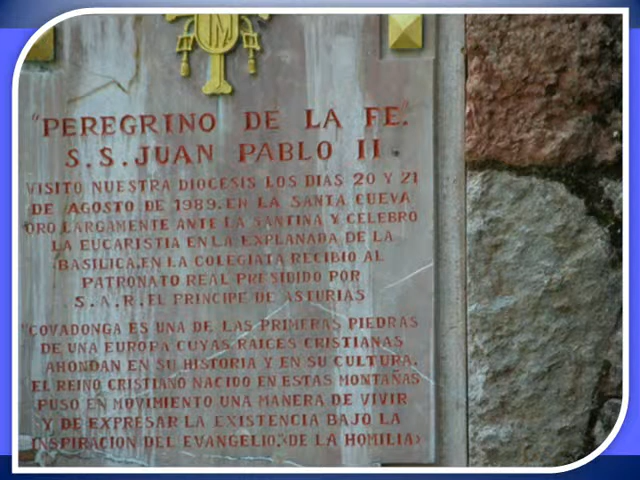 "PEREGRINO DE LA FE".
S.S. JUAN PABLO II.
VISITO NUESTRA DIOCESIS LOS DIAS 20 Y 21
DE AGOSTO DE 1989. EN LA SANTA CUEVA
ORO LARGAMENTE ANTE LA SANTINA Y CELEBRO
LA EUCARISTIA EN LA EXPLANADA DE LA
BASILICA. EN LA COLEGIATA RECIBIO AL
PATRONATO REAL PRESIDIDO POR
S.A.R. EL PRINCIPE DE ASTURIAS
"COVADONGA ES UNA DE LAS PRIMERAS PIEDRAS
DE UNA EUROPA CUYAS RAICES CRISTIANAS
AHONDAN EN SU HISTORIA Y EN SU CULTURA.
EL REINO CRISTIANO NACIDO EN ESTAS MONTAÑAS
PUSO EN MOVIMIENTO UNA MANERA DE VIVIR
Y DE EXPRESAR LA EXISTENCIA BAJO LA
INSPIRACION DEL EVANGELIO." (DE LA HOMILIA)